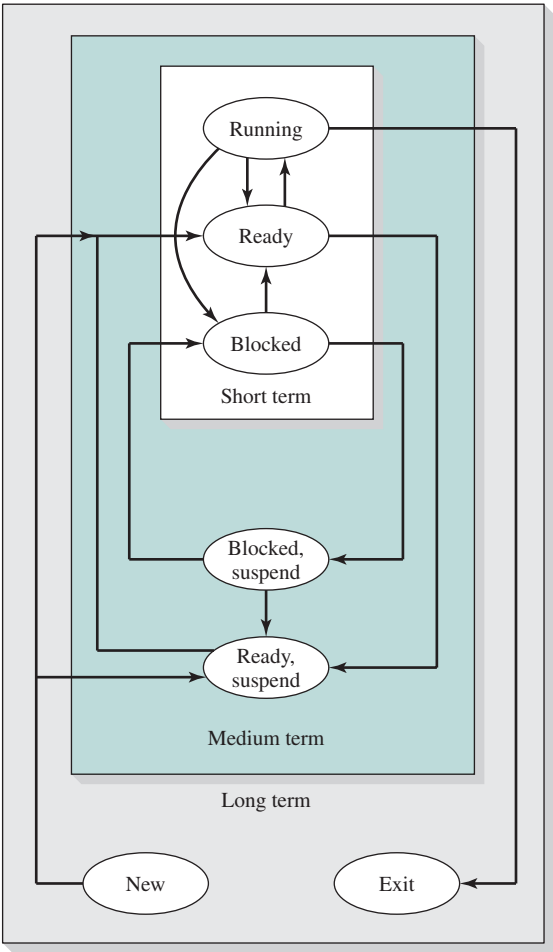 Running
Ready
Blocked
Short term
Blocked,
suspend
Ready,
suspend
Medium term
Long term
New
Exit